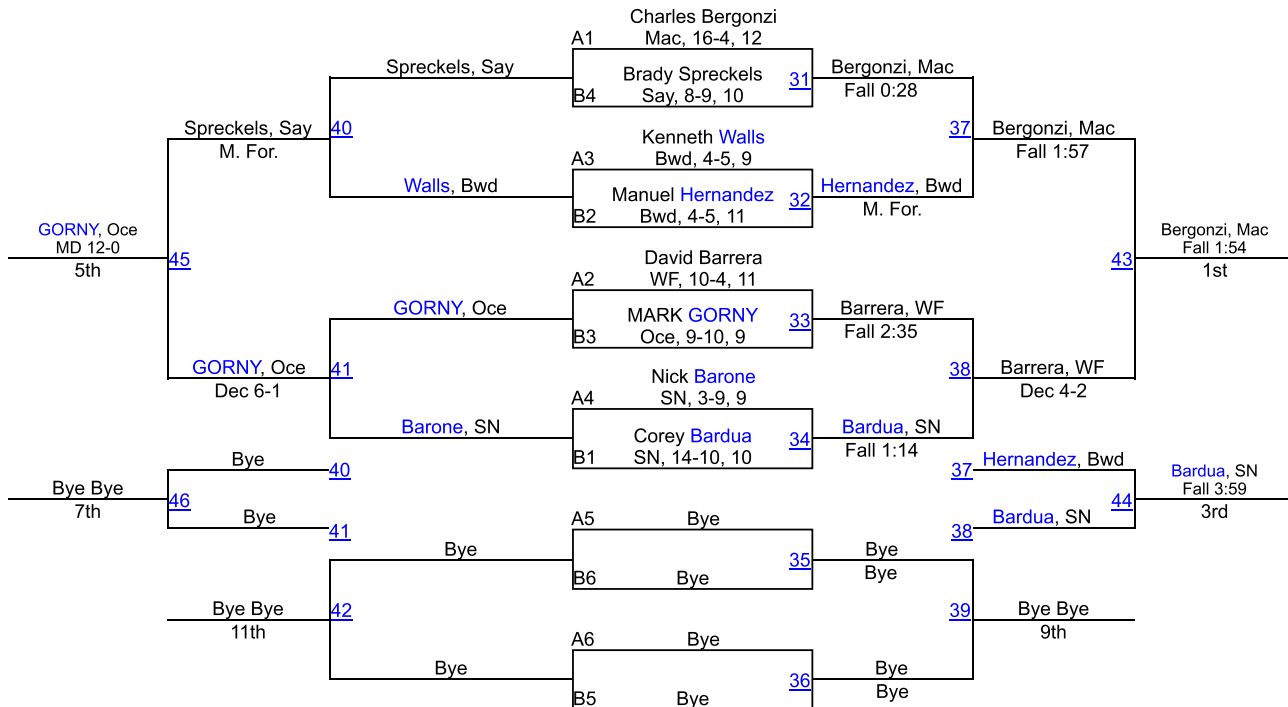 Charles Bergonzi
A1 Mac, 16-4, 12
Spreckels, Say
Brady Spreckels 31
Bergonzi, Mac
B4 Say, 8-9, 10
Fall 0:28
Spreckels, Say
M. For.
40
Kenneth Walls
A3 Bwd, 4-5, 9
37
Bergonzi, Mac
Fall 1:57
Walls, Bwd
Manuel Hernandez 32
B2 Bwd, 4-5, 11
Hernandez, Bwd
M. For.
GORNY, Oce
MD 12-0
5th
45
David Barrera
A2 WF, 10-4, 11
43
Bergonzi, Mac
Fall 1:54
1st
GORNY, Oce
MARK GORNY 33
B3 Oce, 9-10, 9
Barrera, WF
Fall 2:35
GORNY, Oce
Dec 6-1
41
Nick Barone
A4 SN, 3-9, 9
38
Barrera, WF
Dec 4-2
Barone, SN
Corey Bardua 34
B1 SN, 14-10, 10
Bardua, SN
Fall 1:14
Bye
40
37
Hernandez, Bwd
Bye Bye
7th
46
44
Bardua, SN
Fall 3:59
3rd
Bye
41
38
Bardua, SN
A5 Bye
Bye
35
B6 Bye
Bye
Bye
Bye Bye
11th
42
39
Bye Bye
9th
A6 Bye
Bye
36
B5 Bye
Bye
Bye